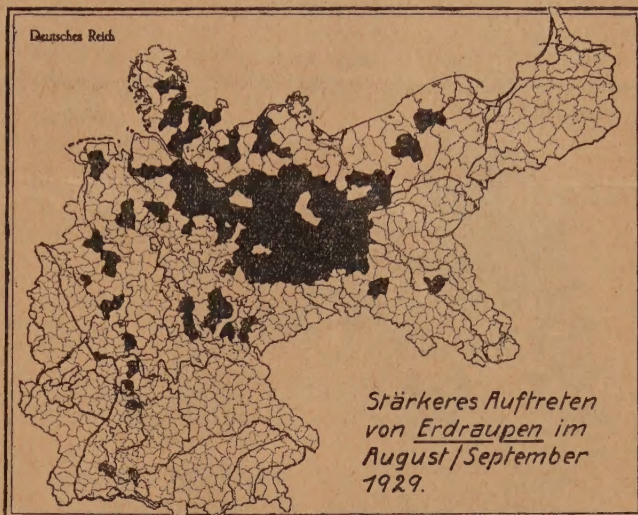 Deutsches Reich
Stärkeres Auftreten
von Erdraupen im
August/September
1929.